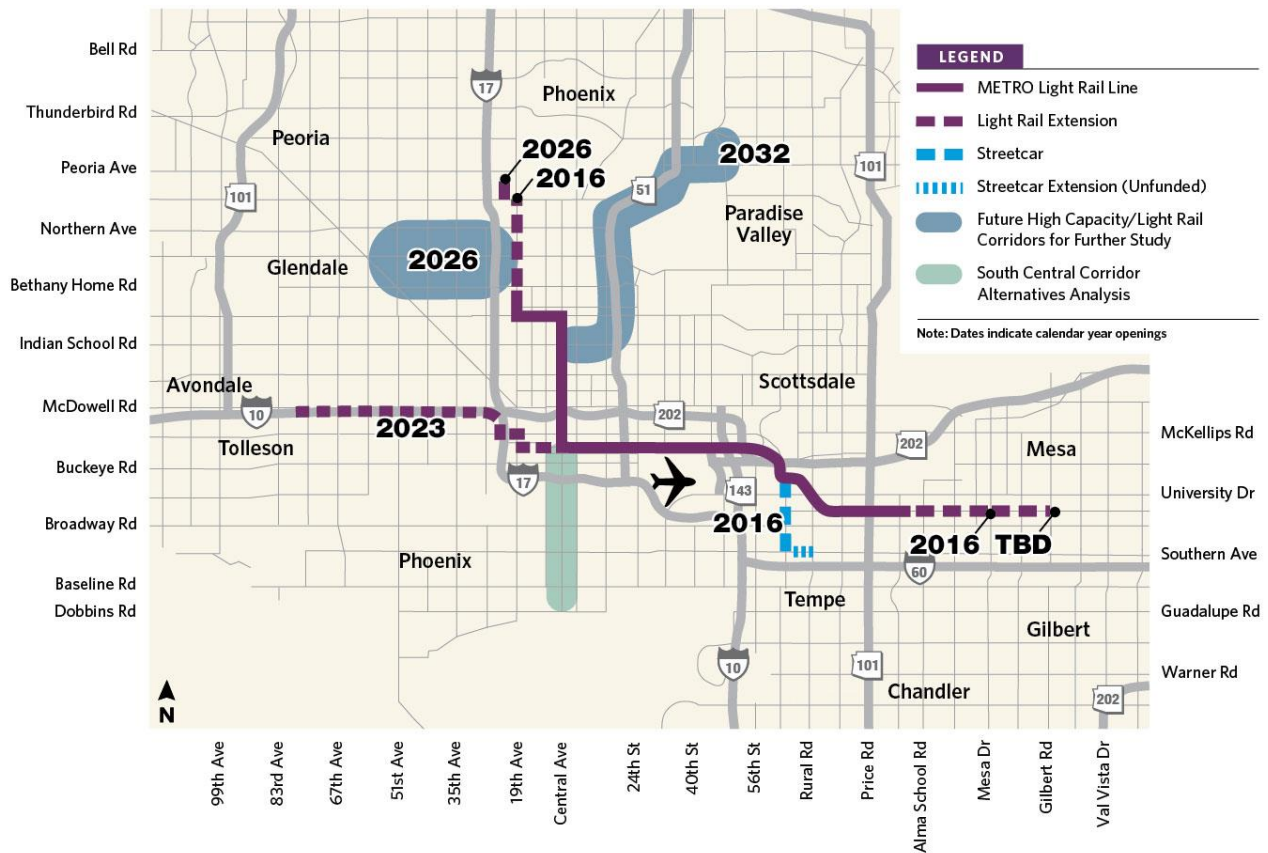 Bell Rd
Thunderbird Rd
Peoria Ave
Northern Ave
Bethany Home Rd
Indian School Rd
McDowell Rd
Buckeye Rd
Broadway Rd
Baseline Rd
Dobbins Rd
17
Phoenix
Peoria
2026
2016
2032
101
101
51
Paradise
Valley
Glendale
2026
Avondale
Scottsdale
10
2023
202
Tolleson
202
Mesa
17
143
2016
2016 TBD
Phoenix
60
Tempe
Gilbert
10
101
Chandler
202
N
LEGEND
METRO Light Rail Line
Light Rail Extension
Streetcar
Streetcar Extension (Unfunded)
Future High Capacity/Light Rail
Corridors for Further Study
South Central Corridor
Alternatives Analysis
Note: Dates indicate calendar year openings
McKellips Rd
University Dr
Southern Ave
Guadalupe Rd
Warner Rd
99th Ave
83rd Ave
67th Ave
51st Ave
35th Ave
19th Ave
Central Ave
24th St
40th St
56th St
Rural Rd
Price Rd
Alma School Rd
Mesa Dr
Gilbert Rd
Val Vista Dr